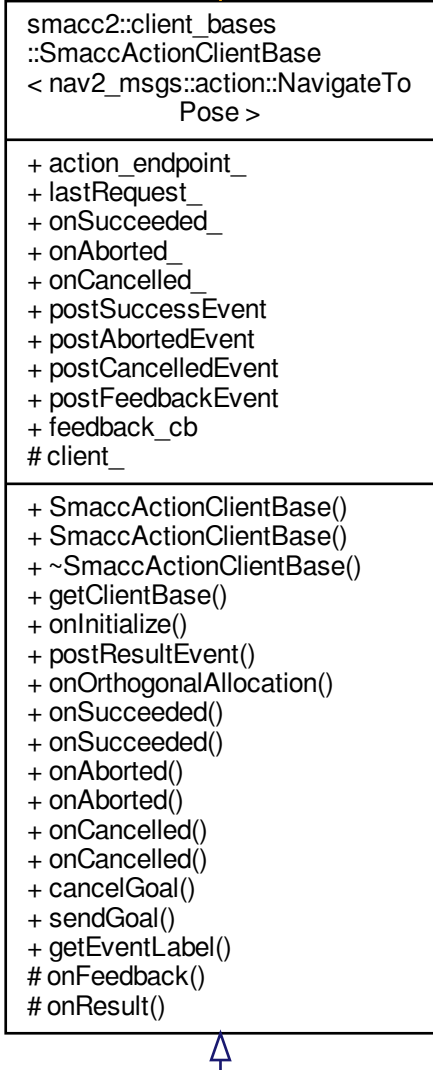 smacc2::client_bases
::SmaccActionClientBase
< nav2_msgs::action::NavigateTo
Pose >
+ action_endpoint_
+ lastRequest_
+ onSucceeded_
+ onAborted_
+ onCancelled_
+ postSuccessEvent
+ postAbortedEvent
+ postCancelledEvent
+ postFeedbackEvent
+ feedback_cb
# client_
+ SmaccActionClientBase()
+ SmaccActionClientBase()
+ ~SmaccActionClientBase()
+ getClientBase()
+ onInitialize()
+ postResultEvent()
+ onOrthogonalAllocation()
+ onSucceeded()
+ onSucceeded()
+ onAborted()
+ onAborted()
+ onCancelled()
+ onCancelled()
+ cancelGoal()
+ sendGoal()
+ getEventLabel()
# onFeedback()
# onResult()